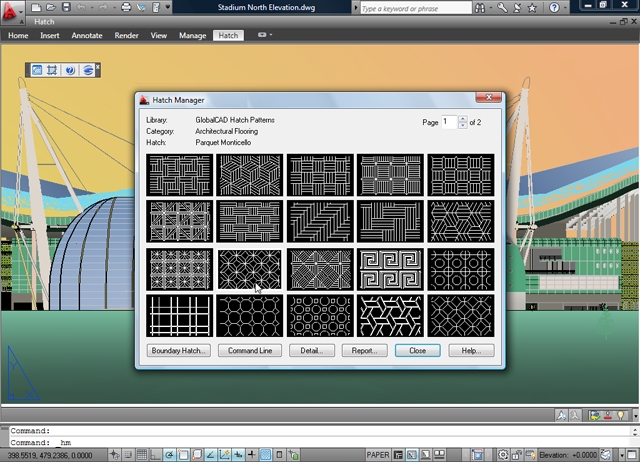 Stadium North Elevation.dwg
Type a keyword or phrase
Hatch
Home Insert Annotate Render View Manage Hatch
Hatch Manager
Library: GlobalCAD Hatch Patterns
Page 1 of 2
Category: Architectural Flooring
Hatch: Parquet Monticello
Boundary Hatch... Command Line Detail... Report... Close Help...
Command:
Command: _hm
398.5519, 479.2386, 0.0000 PAPER Elevation: +0.0000